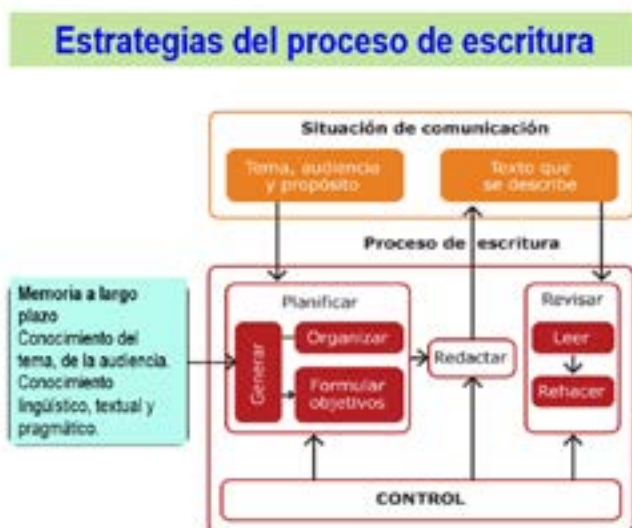 Estrategias del proceso de escritura
Situación de comunicación
Tema, audiencia
y propósito
Texto que
se describe
Proceso de escritura
Memoria a largo
plazo
Conocimiento del
tema, de la audiencia.
Conocimiento
lingüístico, textual y
pragmático.
Planificar
Generar
Organizar
Formular
objetivos
Redactar
Revisar
Leer
Rehacer
CONTROL